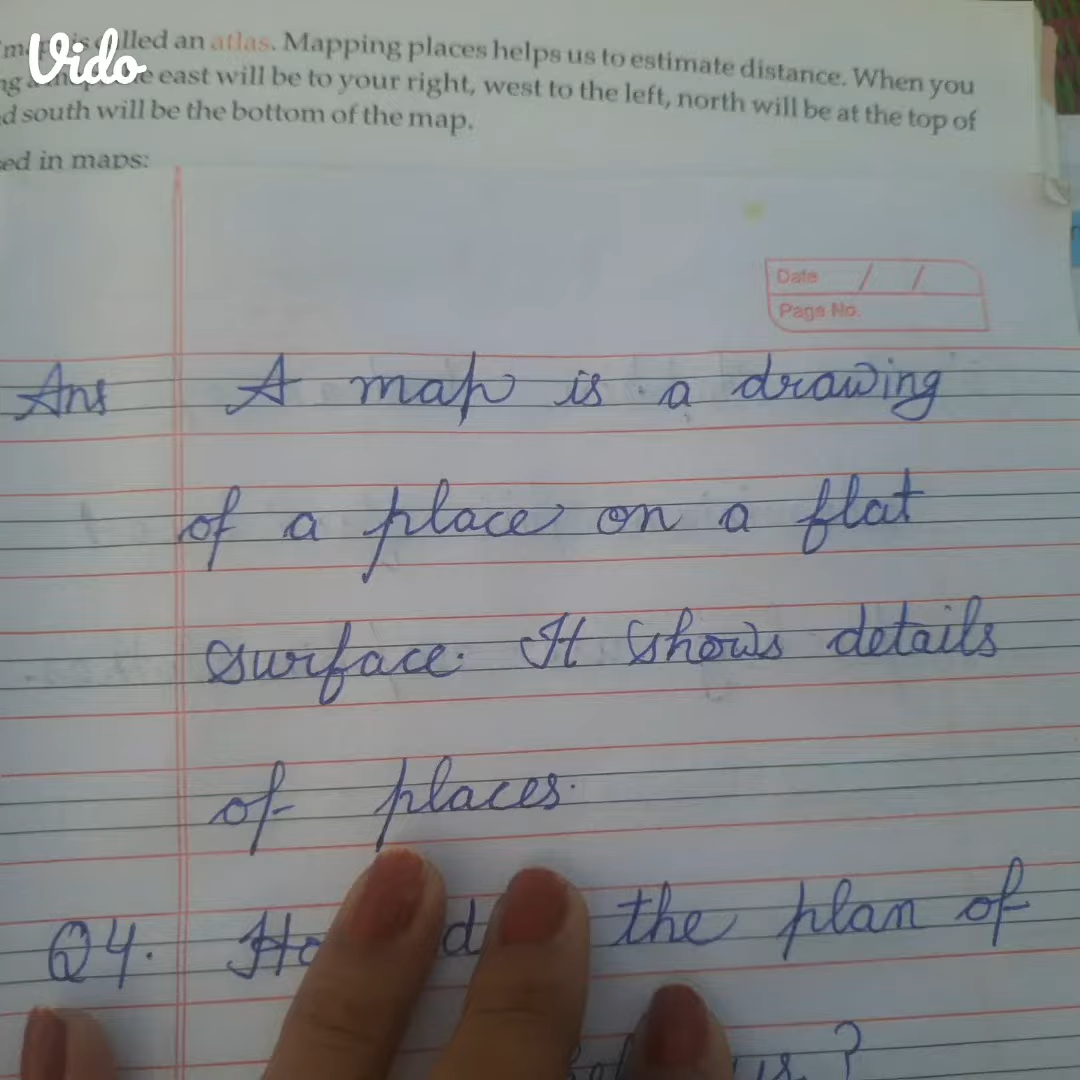 Vido
is called an atlas. Mapping places helps us to estimate distance. When you
east will be to your right, west to the left, north will be at the top of
south will be the bottom of the map.
in maps:
Date / /
Page No.
Ans A map is a drawing
of a place on a flat
surface. It shows details
of places.
Q4. the plan of
?